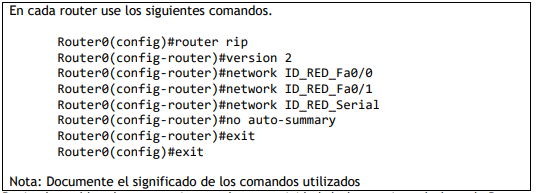 En cada router use los siguientes comandos.
Router0(config)#router rip
Router0(config-router)#version 2
Router0(config-router)#network ID_RED_Fa0/0
Router0(config-router)#network ID_RED_Fa0/1
Router0(config-router)#network ID_RED_Serial
Router0(config-router)#no auto-summary
Router0(config-router)#exit
Router0(config)#exit
Nota: Documente el significado de los comandos utilizados